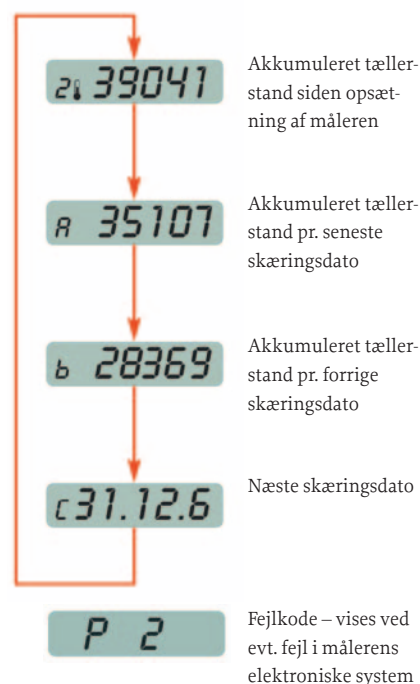 2 39041
Akkumuleret tæller-
stand siden opsæt-
ning af måleren
A 35107
Akkumuleret tæller-
stand pr. seneste
skæringsdato
b 28369
Akkumuleret tæller-
stand pr. forrige
skæringsdato
c 31.12.6
Næste skæringsdato
P 2
Fejlkode – vises ved
evt. fejl i målerens
elektroniske system